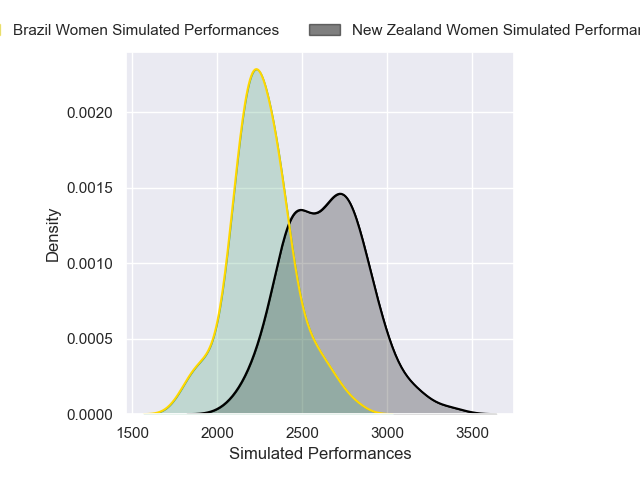 Brazil Women Simulated Performances
New Zealand Women Simulated
0.0020
0.0015
0.0010
0.0005
0.0000
Density
1500 2000 2500 3000 3500
Simulated Performances